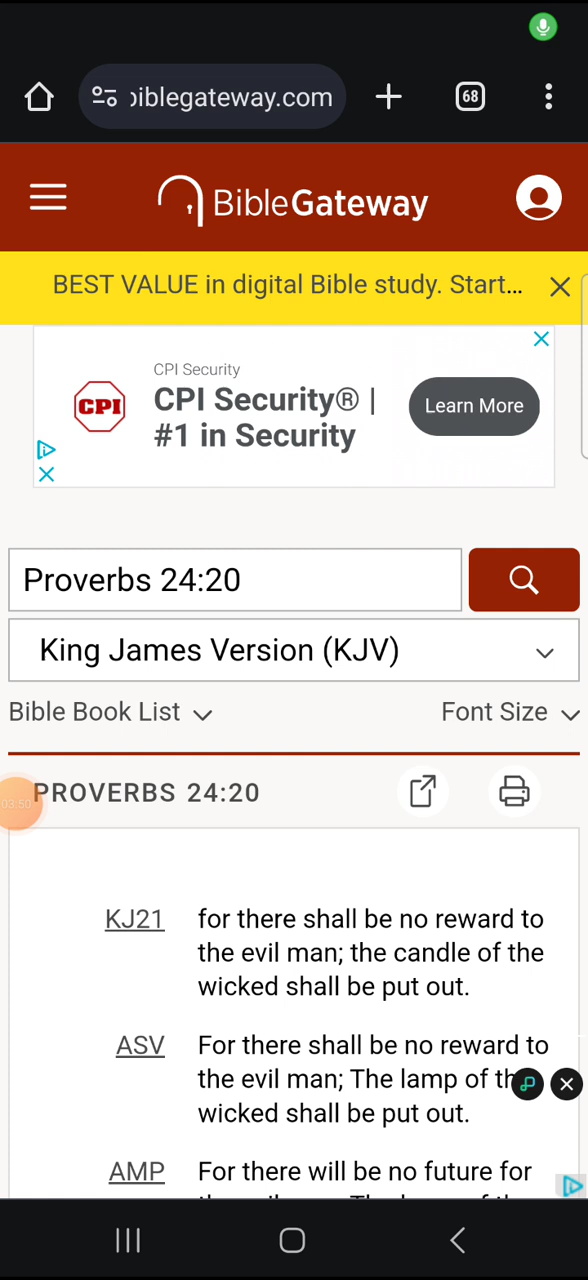 68
biblegateway.com
BibleGateway
BEST VALUE in digital Bible study. Start...
CPI Security
CPI
CPI Security® |
#1 in Security
Learn More
Proverbs 24:20
King James Version (KJV)
Bible Book List
Font Size
03:50
PROVERBS 24:20
KJ21 for there shall be no reward to
the evil man; the candle of the
wicked shall be put out.
ASV For there shall be no reward to
the evil man; The lamp of th
wicked shall be put out.
AMP For there will be no future for